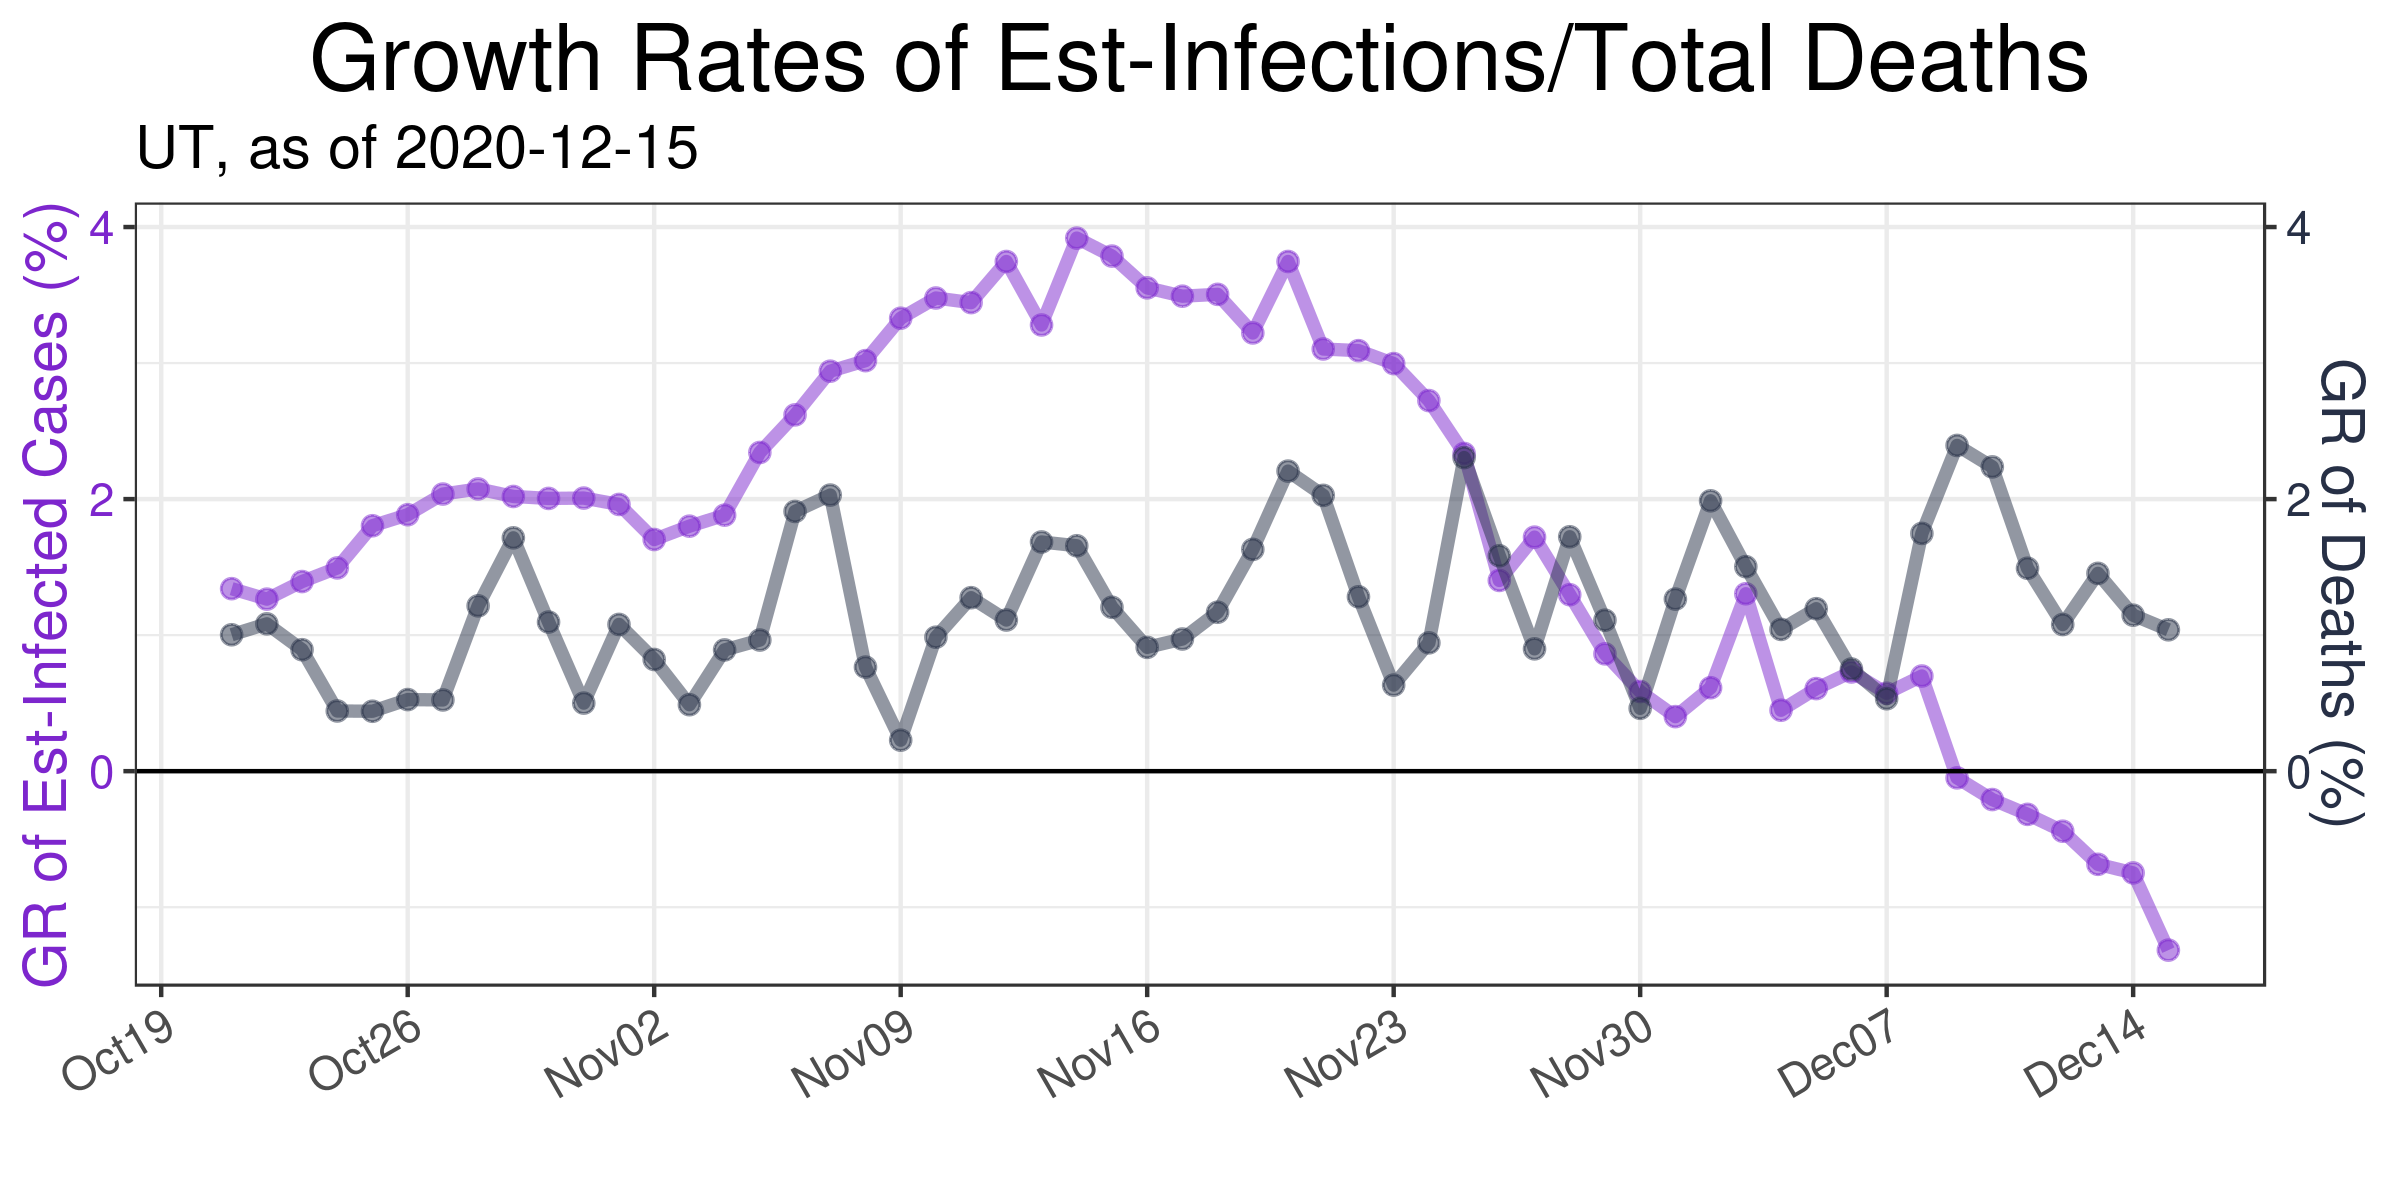 Growth Rates of Est-Infections/Total Deaths
UT, as of 2020-12-15
GR of Est-Infected Cases (%)
4
2
0
4
2
0
GR of Deaths (%)
Oct19
Oct26
Nov02
Nov09
Nov16
Nov23
Nov30
Dec07
Dec14